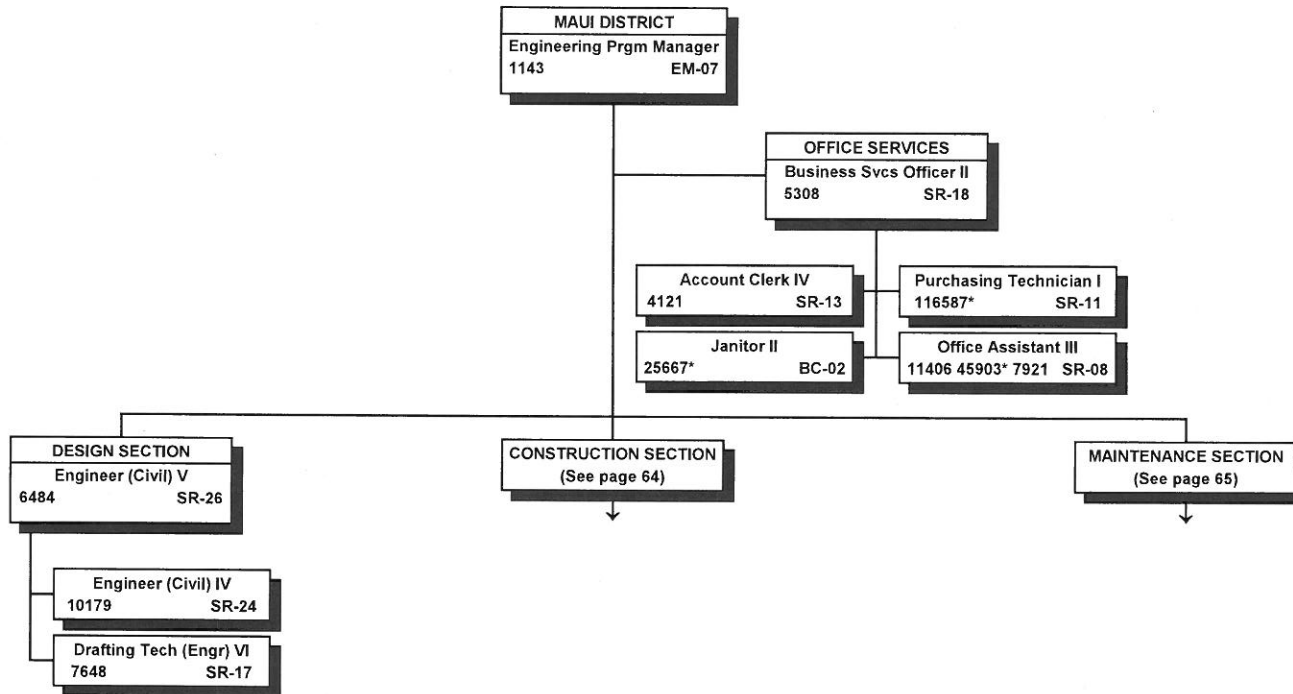 MAUI DISTRICT
Engineering Prgm Manager
1143 EM-07
OFFICE SERVICES
Business Svcs Officer II
5308 SR-18
Account Clerk IV
4121 SR-13
Purchasing Technician I
116587* SR-11
Janitor II
25667* BC-02
Office Assistant III
11406 45903* 7921 SR-08
DESIGN SECTION
Engineer (Civil) V
6484 SR-26
Engineer (Civil) IV
10179 SR-24
Drafting Tech (Engr) VI
7648 SR-17
CONSTRUCTION SECTION
(See page 64)
MAINTENANCE SECTION
(See page 65)